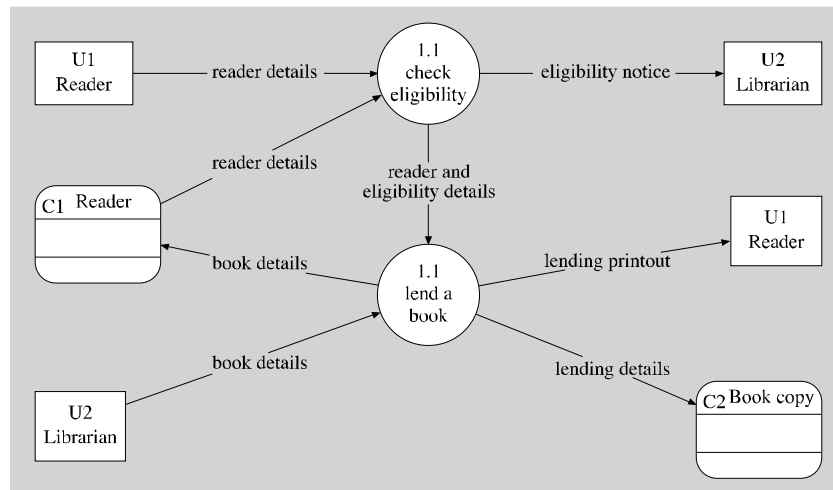 U1
Reader
reader details
1.1
check
eligibility
eligibility notice
U2
Librarian
reader details
reader and
eligibility details
C1 Reader
U1
Reader
book details
1.1
lend a
book
lending printout
book details
lending details
U2
Librarian
C2 Book copy